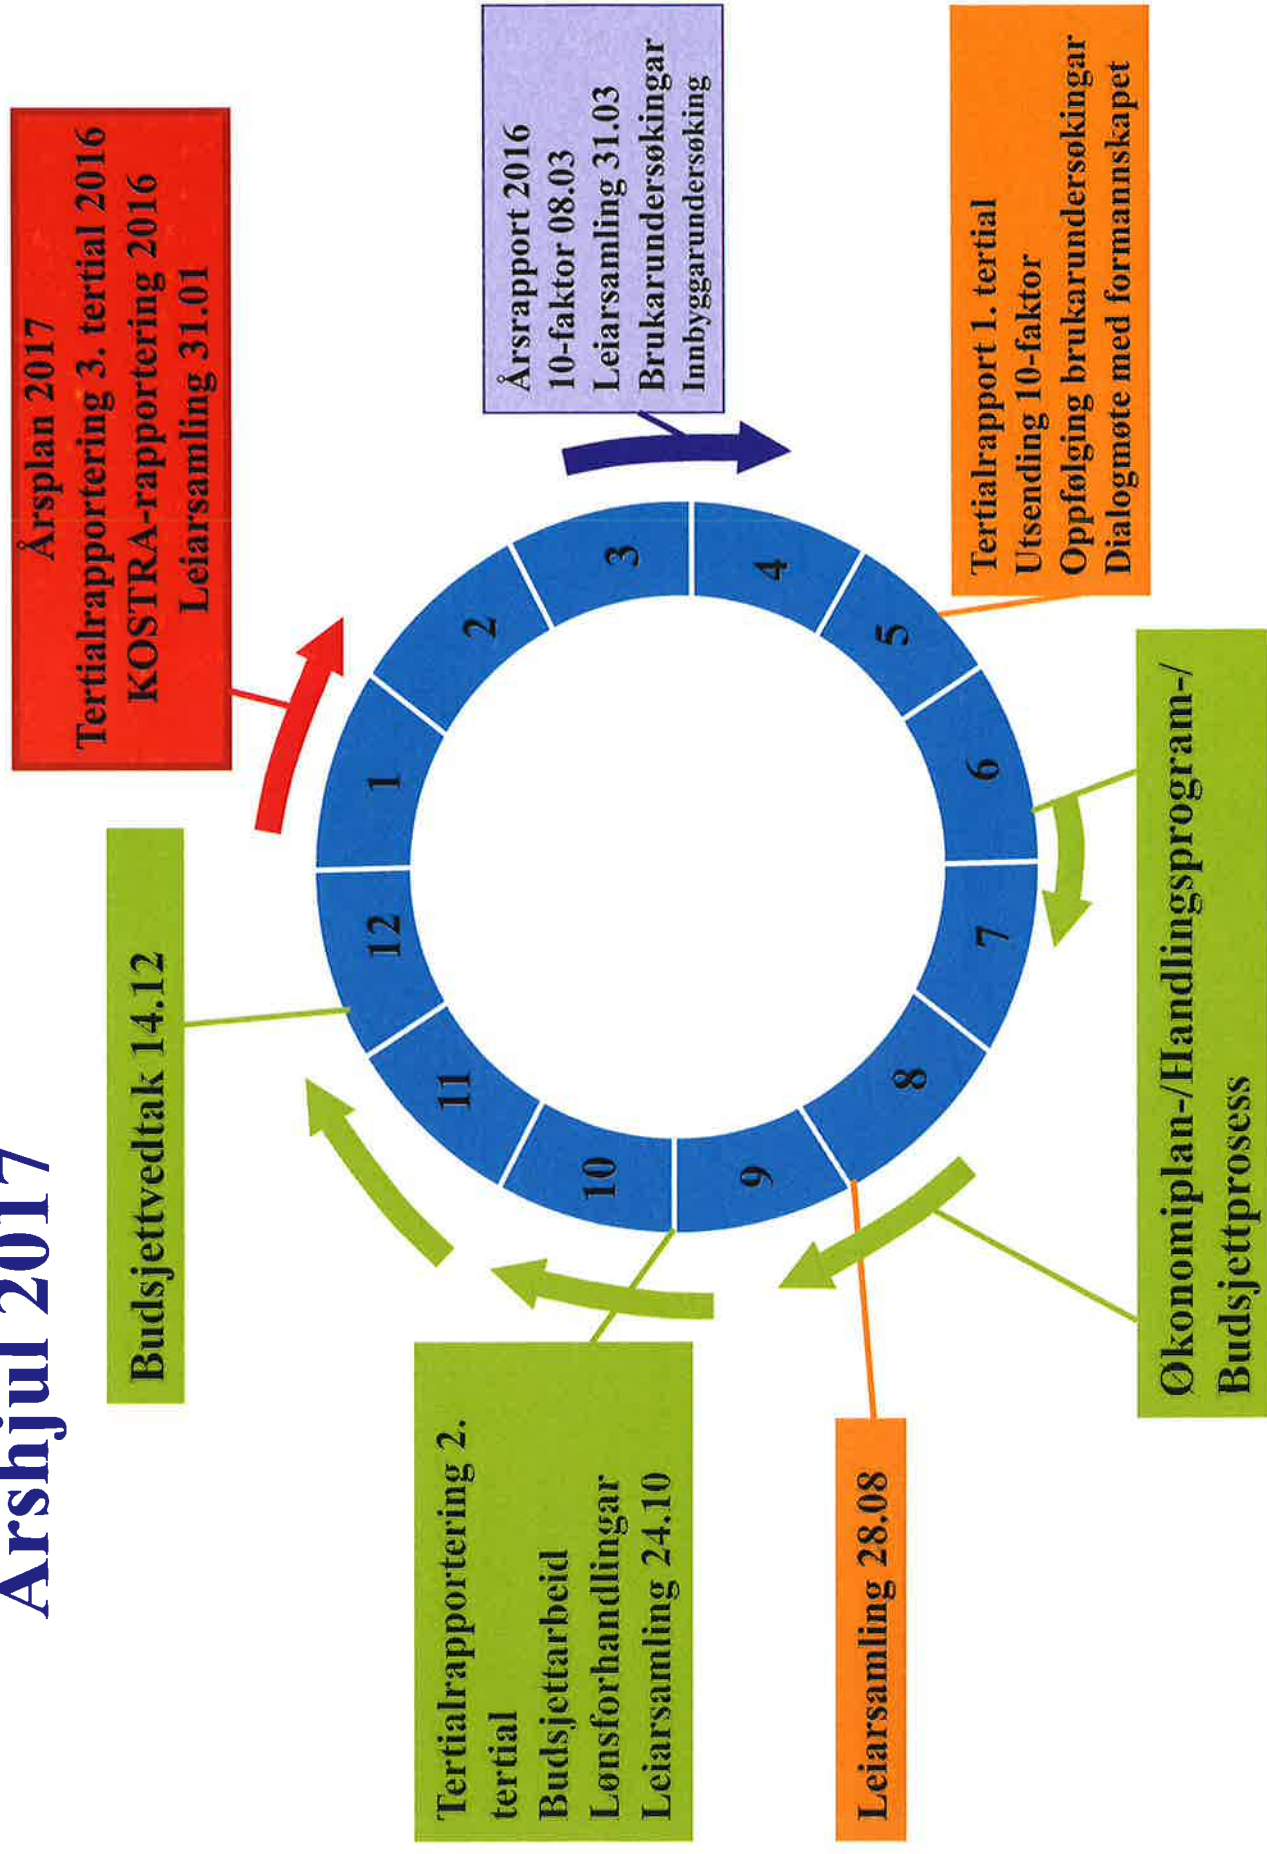 Årshjul 2017
Årsplan 2017
Tertialrapportering 3. tertial 2016
KOSTRA-rapportering 2016
Leiarsamling 31.01
Budsjettvedtak 14.12
Årsrapport 2016
10-faktor 08.03
Leiarsamling 31.03
Brukarundersøkingar
Innbyggarundersøking
Tertialrapportering 2.
tertial
Budsjettarbeid
Lønsforhandlingar
Leiarsamling 24.10
1
2
3
4
5
6
7
8
9
10
11
12
Leiarsamling 28.08
Tertialrapport 1. tertial
Utsending 10-faktor
Oppfølging brukarundersøkingar
Dialogmøte med formannskapet
Økonomiplan-/Handlingsprogram-/
Budsjettprosess